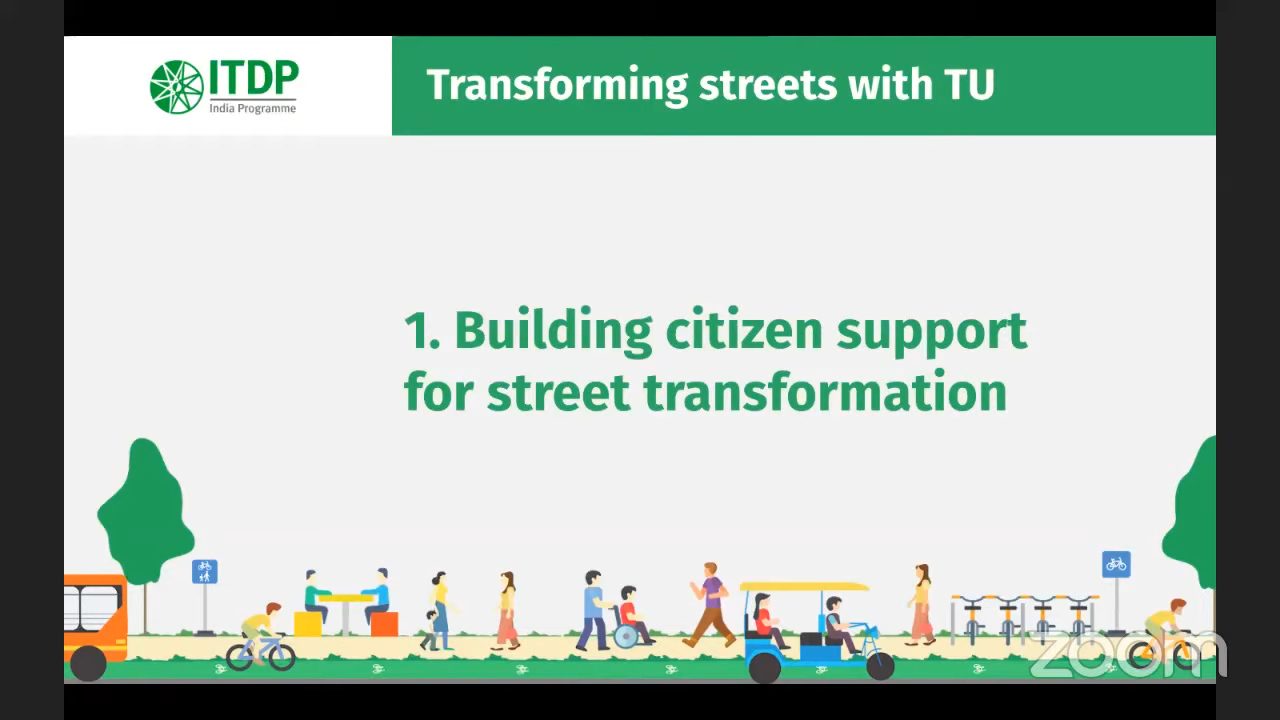 ITDP
India Programme
Transforming streets with TU
1. Building citizen support
for street transformation
zoom